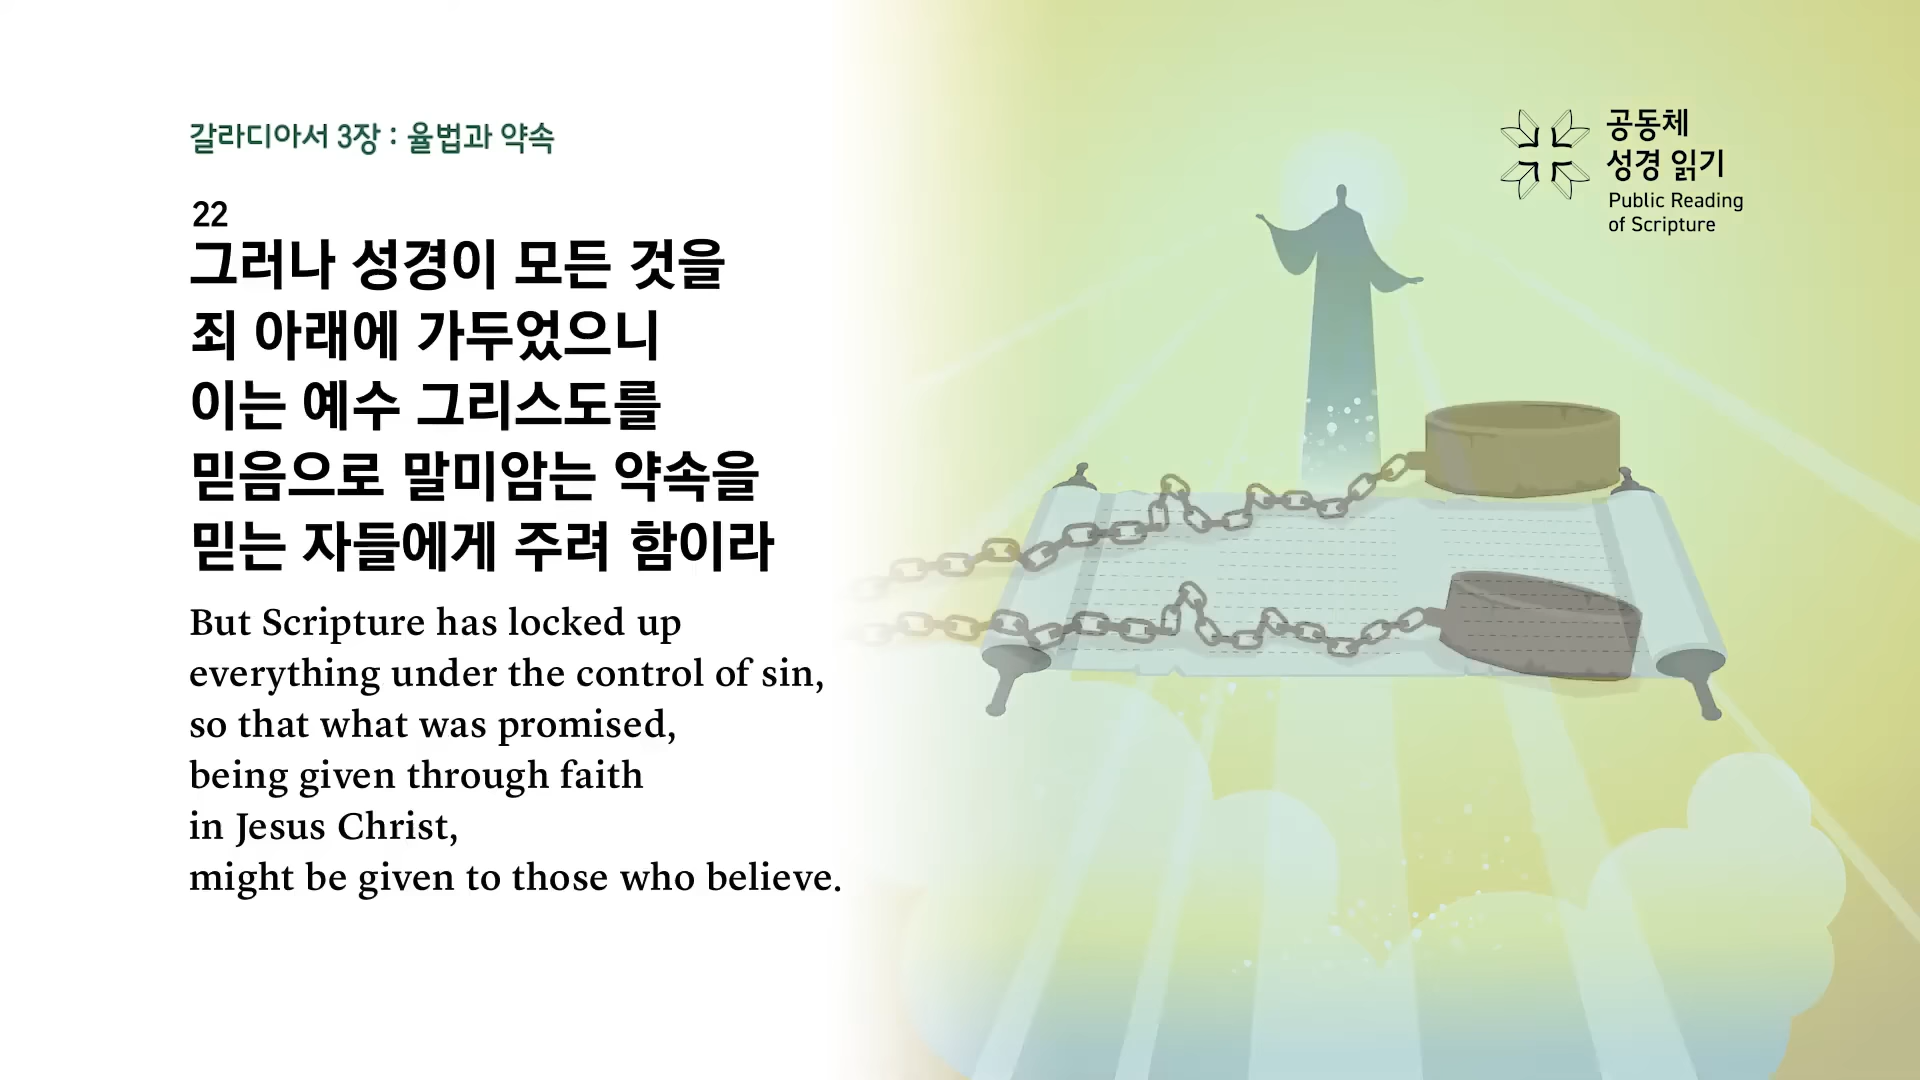 갈라디아서 3장 : 율법과 약속
22
그러나 성경이 모든 것을
죄 아래에 가두었으니
이는 예수 그리스도를
믿음으로 말미암는 약속을
믿는 자들에게 주려 함이라
But Scripture has locked up
everything under the control of sin,
so that what was promised,
being given through faith
in Jesus Christ,
might be given to those who believe.
공동체
성경 읽기
Public Reading
of Scripture